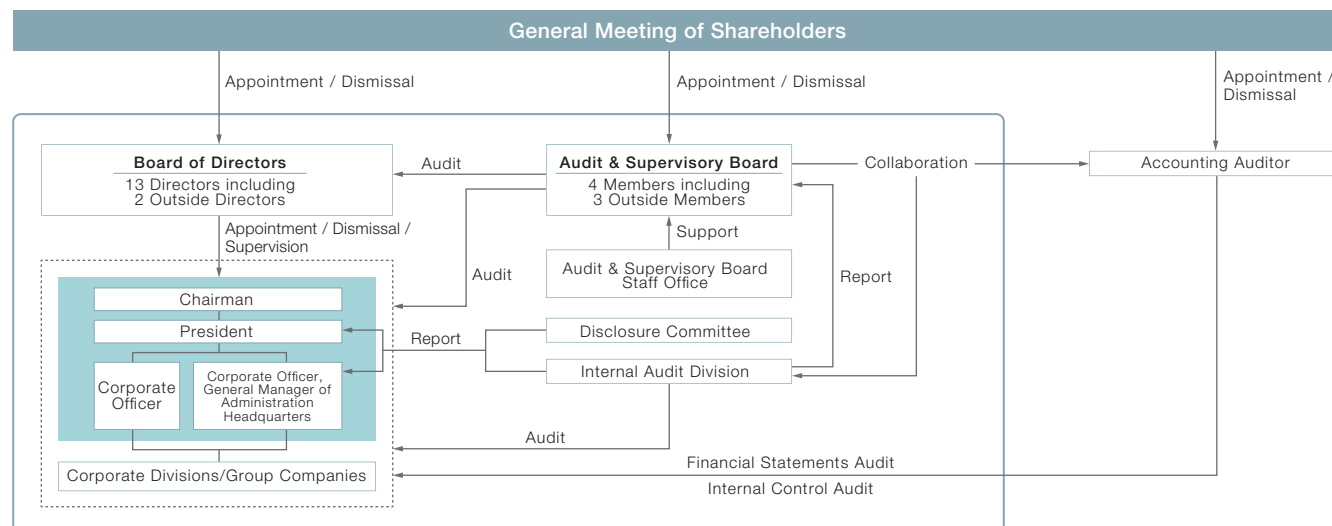 General Meeting of Shareholders
Appointment / Dismissal
Appointment / Dismissal
Appointment /
Dismissal
Board of Directors
13 Directors including
2 Outside Directors
Audit
Audit & Supervisory Board
4 Members including
3 Outside Members
Collaboration
Accounting Auditor
Appointment / Dismissal /
Supervision
Support
Audit
Audit & Supervisory Board
Staff Office
Report
Chairman
President
Report
Disclosure Committee
Internal Audit Division
Corporate
Officer
Corporate Officer,
General Manager of
Administration
Headquarters
Audit
Corporate Divisions/Group Companies
Financial Statements Audit
Internal Control Audit